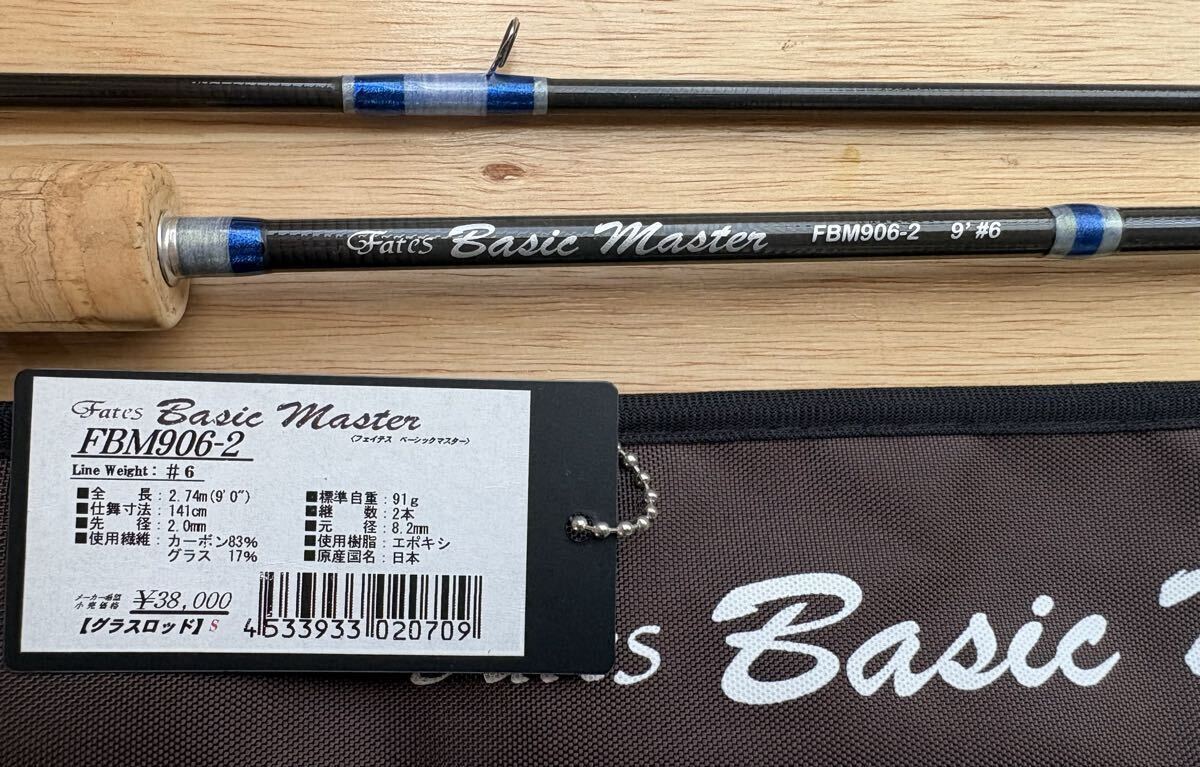 Fates Basic Master FBM906-2 9' #6
Fates Basic Master
〈フェイテス ベーシックマスター〉
FBM906-2
Line Weight: #6
■全 長:2.74m(9'0")
■仕舞寸法:141cm
■先 径:2.0mm
■使用繊維:カーボン83%
グラス 17%
■標準自重:91g
■継 数:2本
■元 径:8.2mm
■使用樹脂:エポキシ
■原産国名:日本
メーカー希望
小売価格 ¥38,000
【グラスロッド】S
4533933020709
Basic